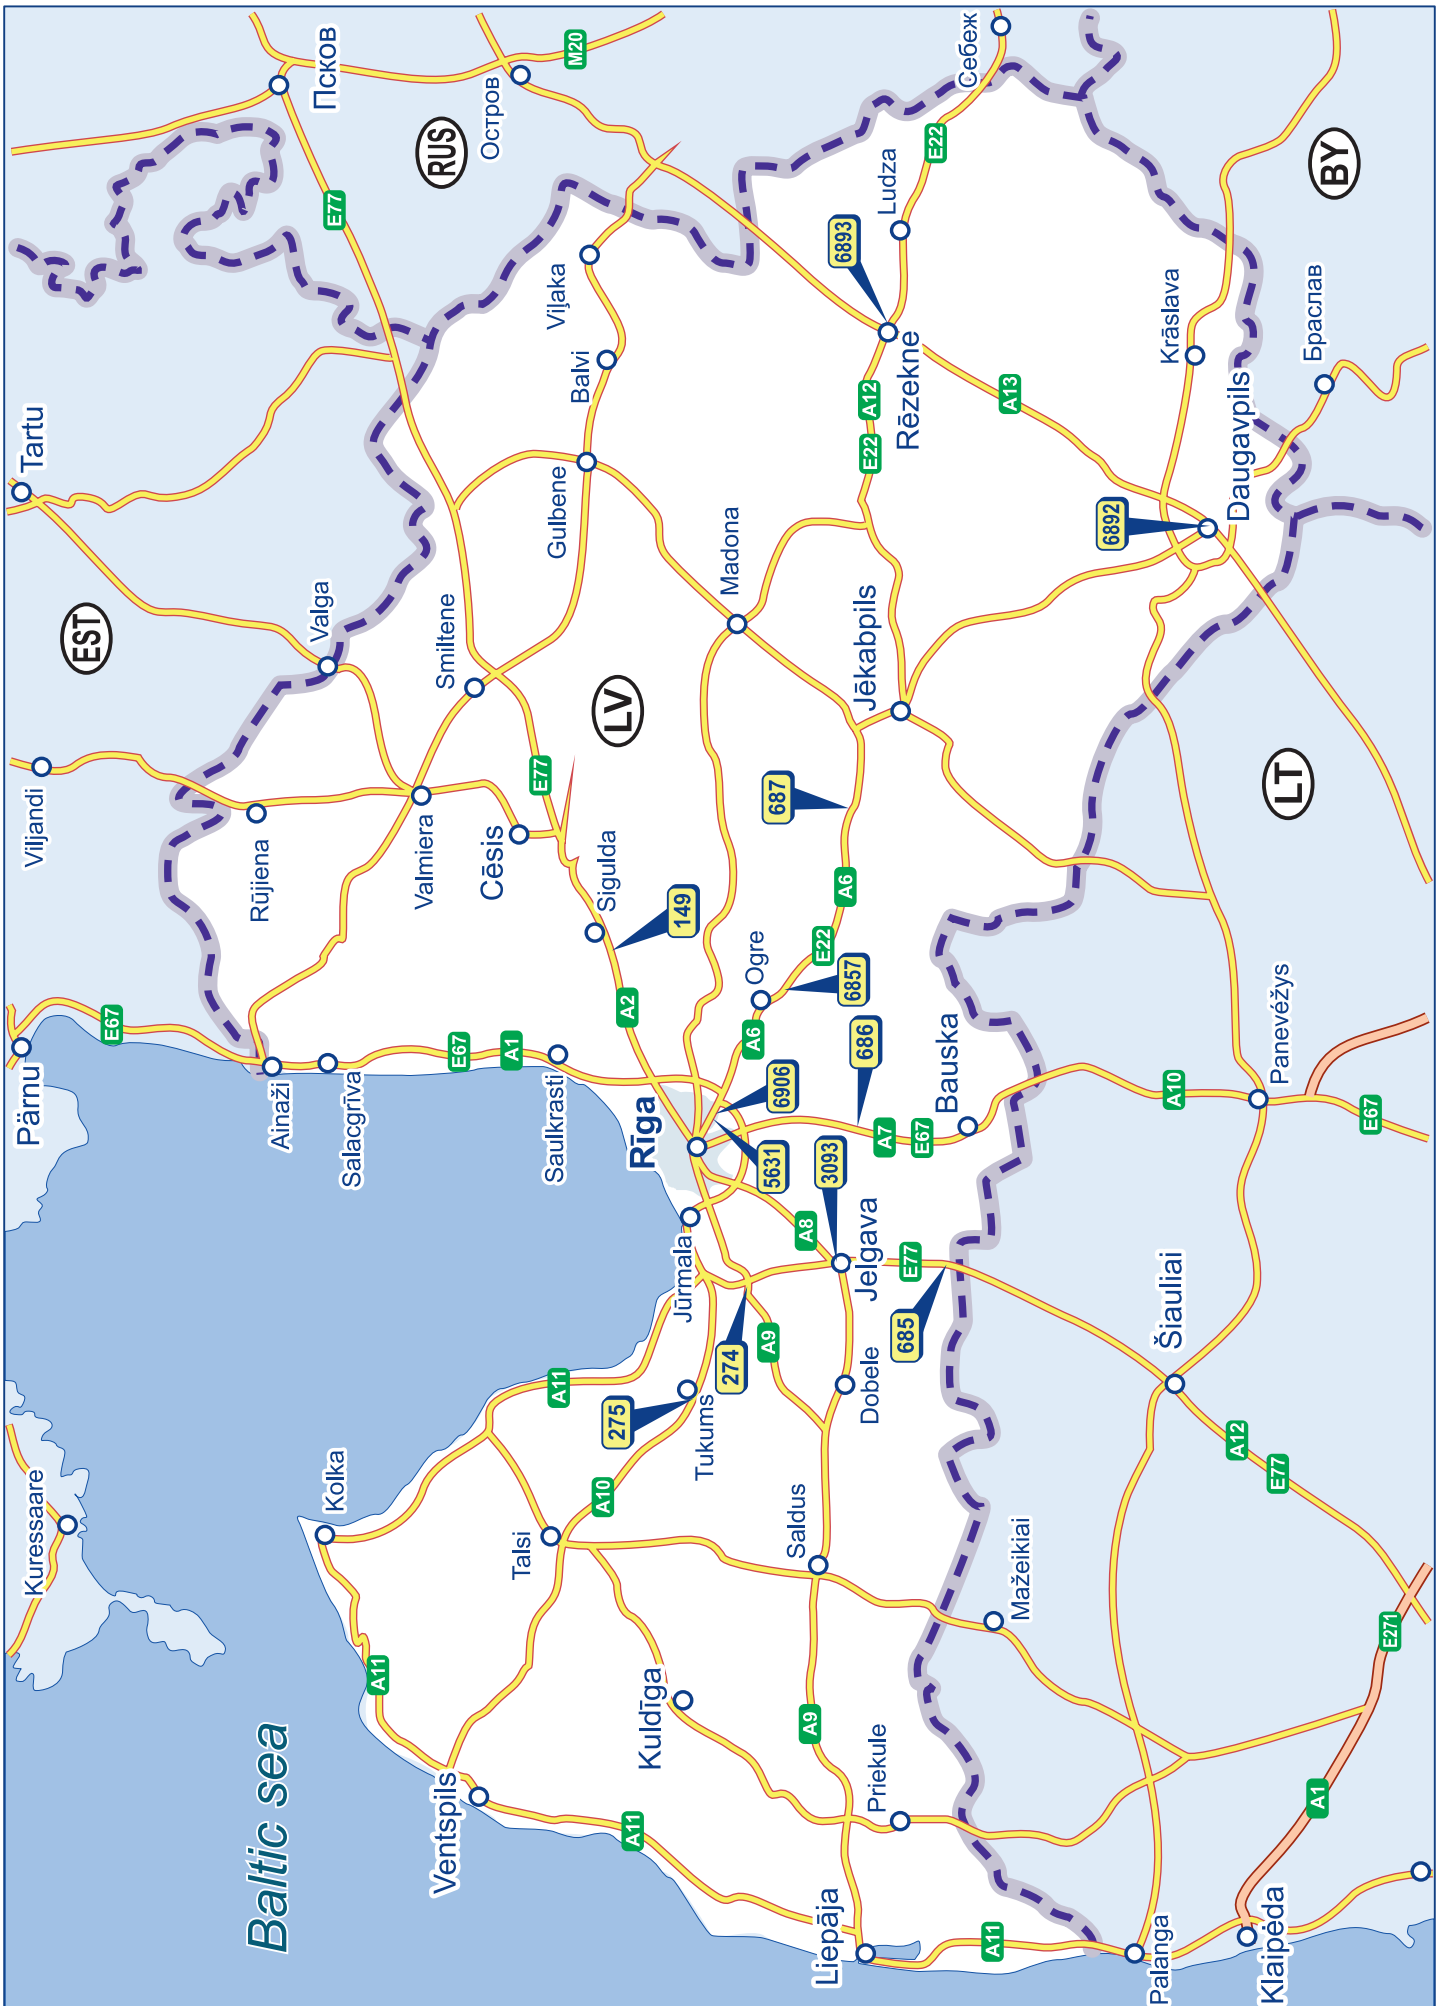 Baltic sea
Kuressaare
Pärnu
E67
Viljandi
EST
Tartu
Псков
E77
RUS
Остров
M20
Себеж
BY
Браслав
LT
LV
Kolka
A11
Ventspils
A11
Liepāja
A11
Palanga
Klaipėda
A1
E271
Priekule
A9
Kuldīga
Mažeikiai
Saldus
Talsi
A10
A11
Tukums
275
274
A9
Dobele
685
Jūrmala
Jelgava
E77
A8
3093
5631
6906
Rīga
Šiauliai
A12
E77
Ainaži
Salacgrīva
E67
A1
Saulkrasti
A2
149
Sigulda
Cēsis
Valmiera
Rūjiena
Valga
Smiltene
E77
Gulbene
Balvi
Viļaka
Madona
Ogre
A6
6857
E22
A6
687
Jēkabpils
686
A7
E67
Bauska
A10
Panevéžys
E67
E22
A12
Rēzekne
6893
Ludza
E22
A13
6892
Daugavpils
Krāslava